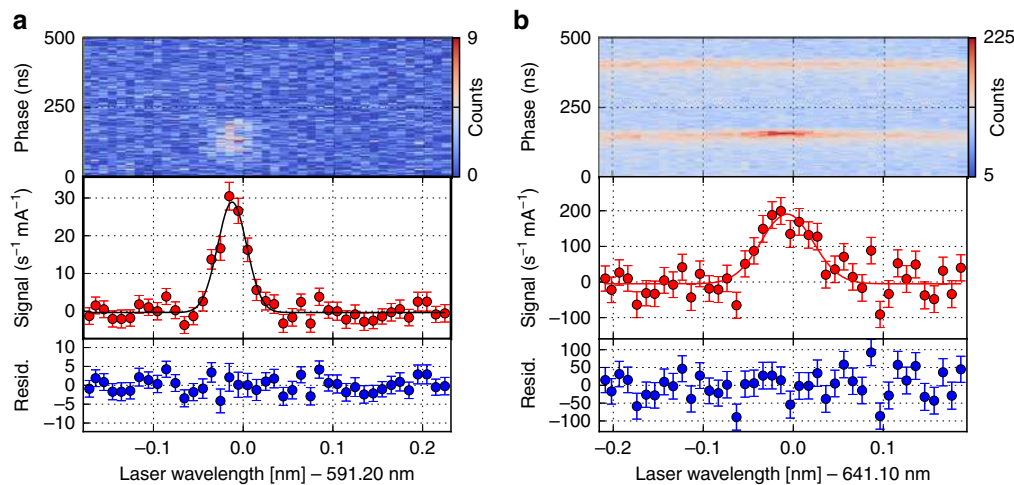 a
500
250
0
Phase (ns)
9
0
Counts
30
20
10
0
Signal (s⁻¹ mA⁻¹)
10
5
0
−5
−10
Resid.
−0.1 0.0 0.1 0.2
Laser wavelength [nm] – 591.20 nm
b
500
250
0
Phase (ns)
225
5
Counts
200
100
0
−100
Signal (s⁻¹ mA⁻¹)
100
50
0
−50
−100
Resid.
−0.2 −0.1 0.0 0.1
Laser wavelength [nm] – 641.10 nm